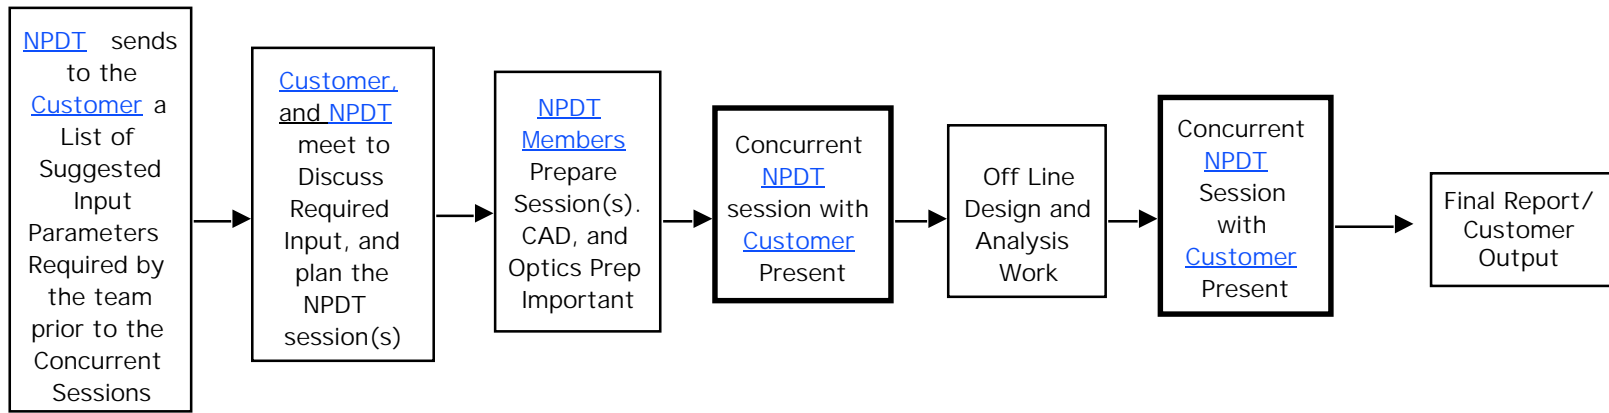 NPDT sends
to the
Customer a
List of
Suggested
Input
Parameters
Required by
the team
prior to the
Concurrent
Sessions
Customer,
and NPDT
meet to
Discuss
Required
Input, and
plan the
NPDT
session(s)
NPDT
Members
Prepare
Session(s).
CAD, and
Optics Prep
Important
Concurrent
NPDT
session with
Customer
Present
Off Line
Design and
Analysis
Work
Concurrent
NPDT
Session
with
Customer
Present
Final Report/
Customer
Output